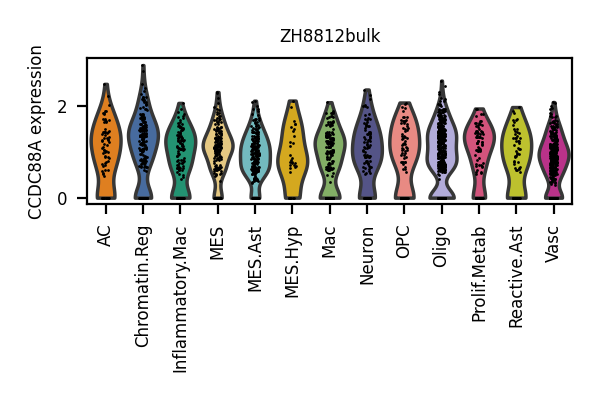 ZH8812bulk
CCDC88A expression
2
0
AC
Chromatin.Reg
Inflammatory.Mac
MES
MES.Ast
MES.Hyp
Mac
Neuron
OPC
Oligo
Prolif.Metab
Reactive.Ast
Vasc